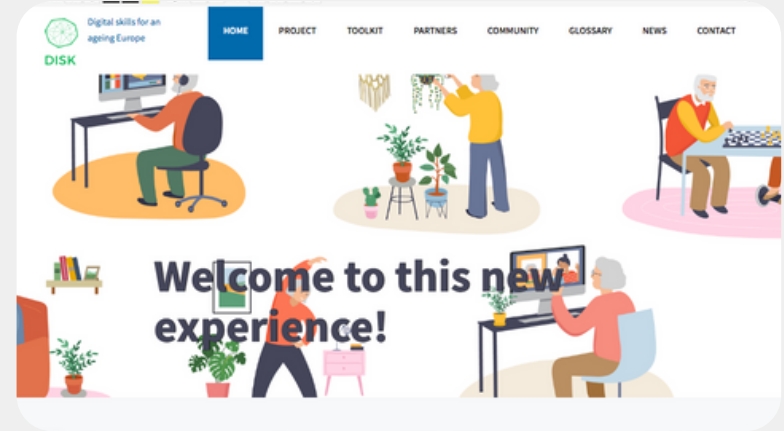 Digital skills for an
ageing Europe
DISK
HOME PROJECT TOOLKIT PARTNERS COMMUNITY GLOSSARY NEWS CONTACT
Welcome to this new
experience!